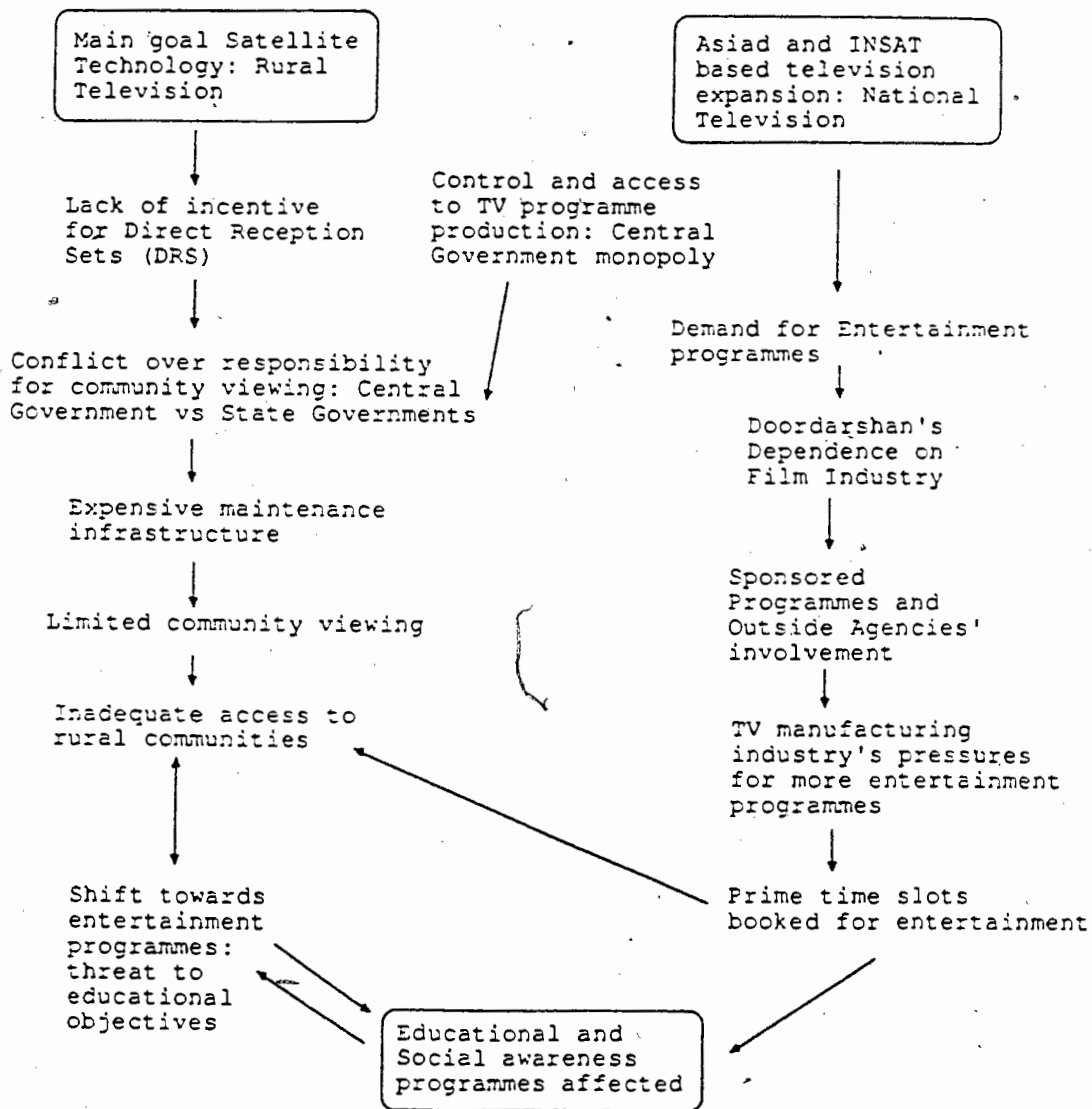 Main goal Satellite
Technology: Rural
Television
Asiad and INSAT
based television
expansion: National
Television
Lack of incentive
for Direct Reception
Sets (DRS)
Control and access
to TV programme
production: Central
Government monopoly
Conflict over responsibility
for community viewing: Central
Government vs State Governments
Demand for Entertainment
programmes
Doordarshan's
Dependence on
Film Industry
Expensive maintenance
infrastructure
Sponsored
Programmes and
Outside Agencies'
involvement
Limited community viewing
Inadequate access to
rural communities
TV manufacturing
industry's pressures
for more entertainment
programmes
Shift towards
entertainment
programmes:
threat to
educational
objectives
Prime time slots
booked for entertainment
Educational and
Social awareness
programmes affected